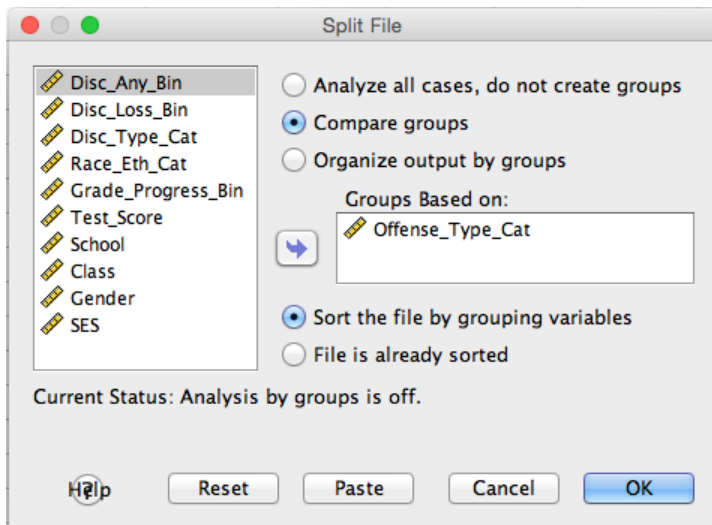 Split File
Disc_Any_Bin
Disc_Loss_Bin
Disc_Type_Cat
Race_Eth_Cat
Grade_Progress_Bin
Test_Score
School
Class
Gender
SES
Analyze all cases, do not create groups
Compare groups
Organize output by groups
Groups Based on:
Offense_Type_Cat
Sort the file by grouping variables
File is already sorted
Current Status: Analysis by groups is off.
Help ?
Reset
Paste
Cancel
OK